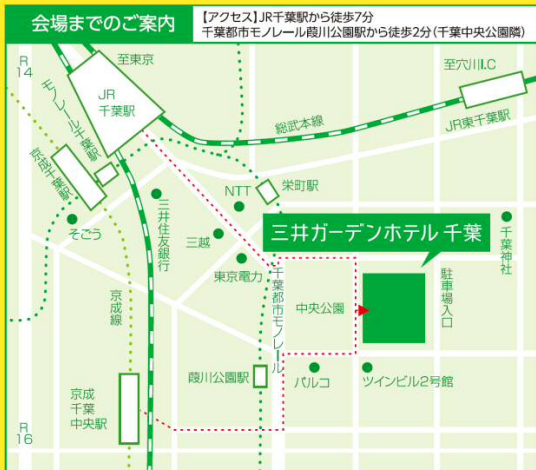 会場までのご案内
【アクセス】JR千葉駅から徒歩7分
千葉都市モノレール葭川公園駅から徒歩2分(千葉中央公園隣)
R
14
至東京
JR
千葉駅
モノレール千葉駅
京成千葉駅
そごう
総武本線
至穴川I.C
JR東千葉駅
三井住友銀行
NTT
栄町駅
三越
東京電力
三井ガーデンホテル 千葉
千葉神社
京成線
千葉都市モノレール
中央公園
駐車場入口
葭川公園駅
パルコ
ツインビル2号館
京成
千葉
中央駅
R
16